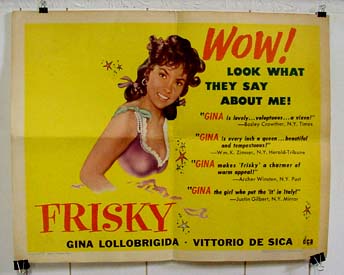 WOW!
LOOK WHAT
THEY SAY
ABOUT ME!
"GINA is lovely...voluptuous...a siren!"
—Bosley Crowther, N.Y. Times
"GINA is every inch a queen...beautiful
and tempestuous!"
—Wm. K. Zinsser, N.Y. Herald-Tribune
"GINA makes 'Frisky' a charmer of
warm appeal!"
—Archer Winsten, N.Y. Post
"GINA the girl who put the 'it' in Italy!"
—Justin Gilbert, N.Y. Mirror
FRISKY
GINA LOLLOBRIGIDA · VITTORIO DE SICA